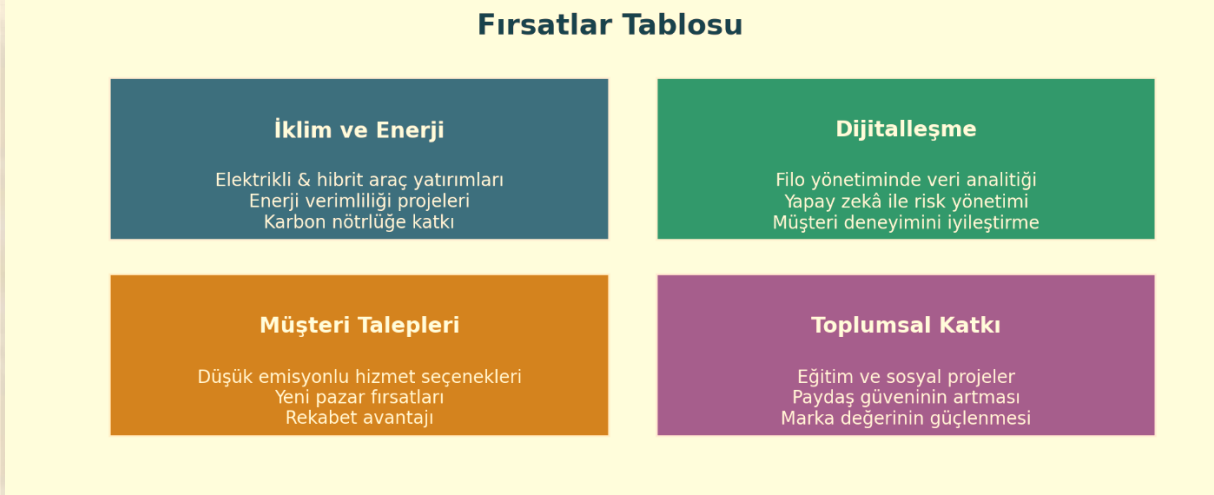 Fırsatlar Tablosu
İklim ve Enerji
Elektrikli & hibrit araç yatırımları
Enerji verimliliği projeleri
Karbon nötrlüğe katkı
Dijitalleşme
Filo yönetiminde veri analitiği
Yapay zekâ ile risk yönetimi
Müşteri deneyimini iyileştirme
Müşteri Talepleri
Düşük emisyonlu hizmet seçenekleri
Yeni pazar fırsatları
Rekabet avantajı
Toplumsal Katkı
Eğitim ve sosyal projeler
Paydaş güveninin artması
Marka değerinin güçlenmesi